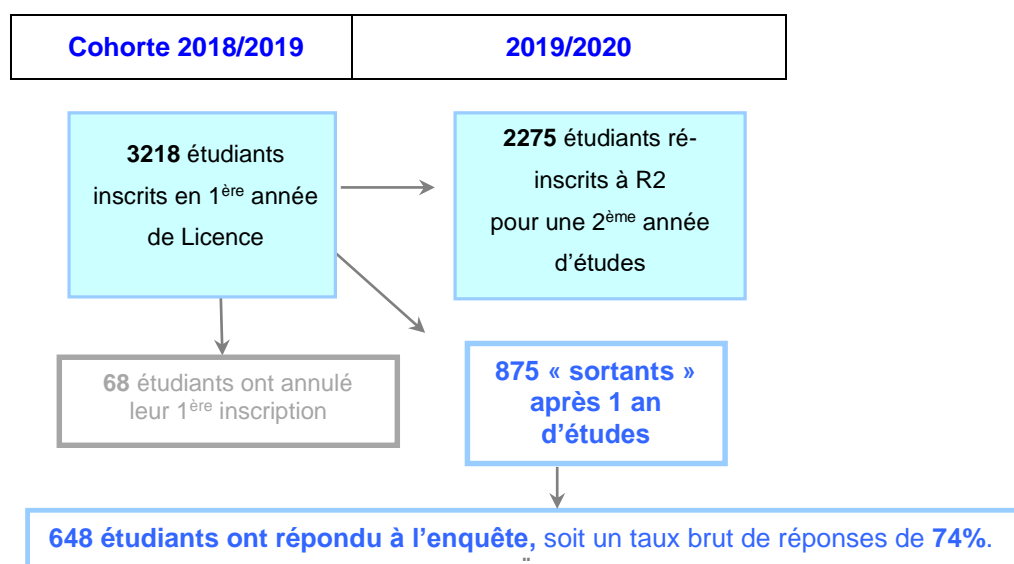 Cohorte 2018/2019
2019/2020
3218 étudiants
inscrits en 1ère année
de Licence
2275 étudiants ré-
inscrits à R2
pour une 2ème année
d’études
68 étudiants ont annulé
leur 1ère inscription
875 « sortants »
après 1 an
d’études
648 étudiants ont répondu à l’enquête, soit un taux brut de réponses de 74%.